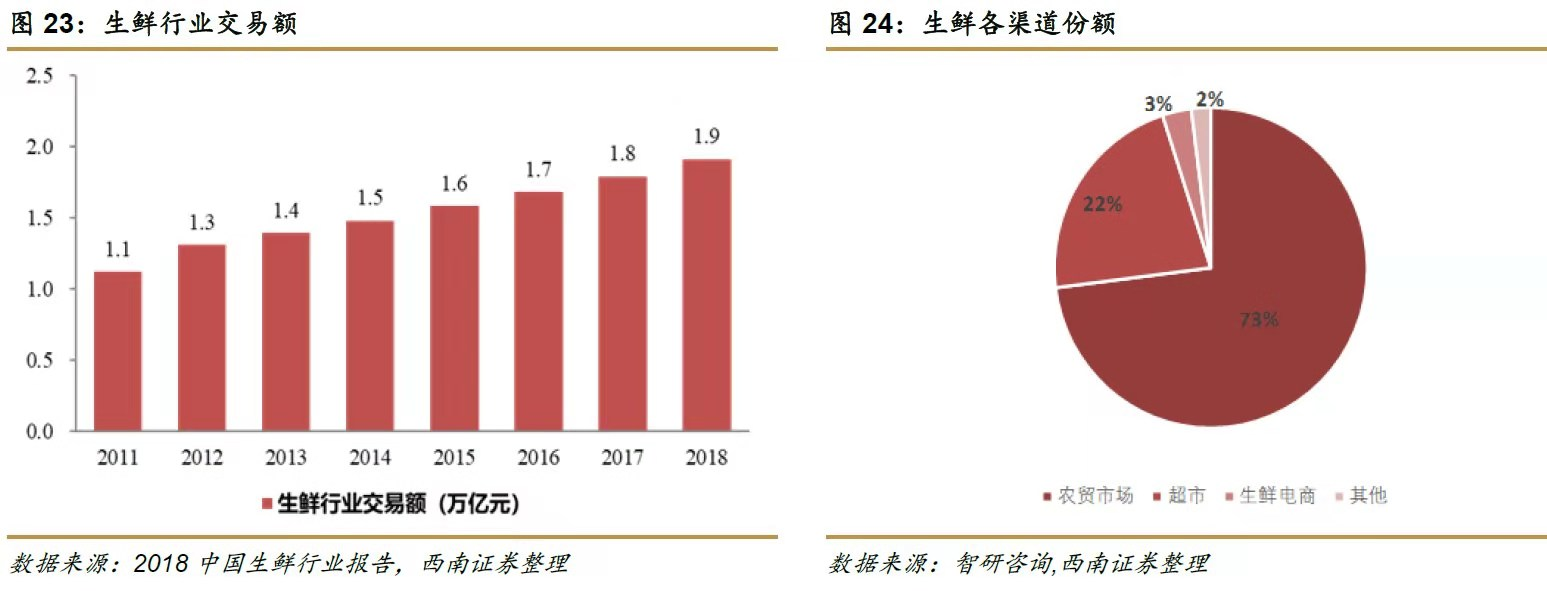 图 23：生鲜行业交易额
2.5
2.0
1.5
1.0
0.5
0.0
1.1
1.3
1.4
1.5
1.6
1.7
1.8
1.9
2011 2012 2013 2014 2015 2016 2017 2018
生鲜行业交易额（万亿元）
数据来源：2018 中国生鲜行业报告，西南证券整理
图 24：生鲜各渠道份额
3% 2%
22%
73%
农贸市场 超市 生鲜电商 其他
数据来源：智研咨询,西南证券整理